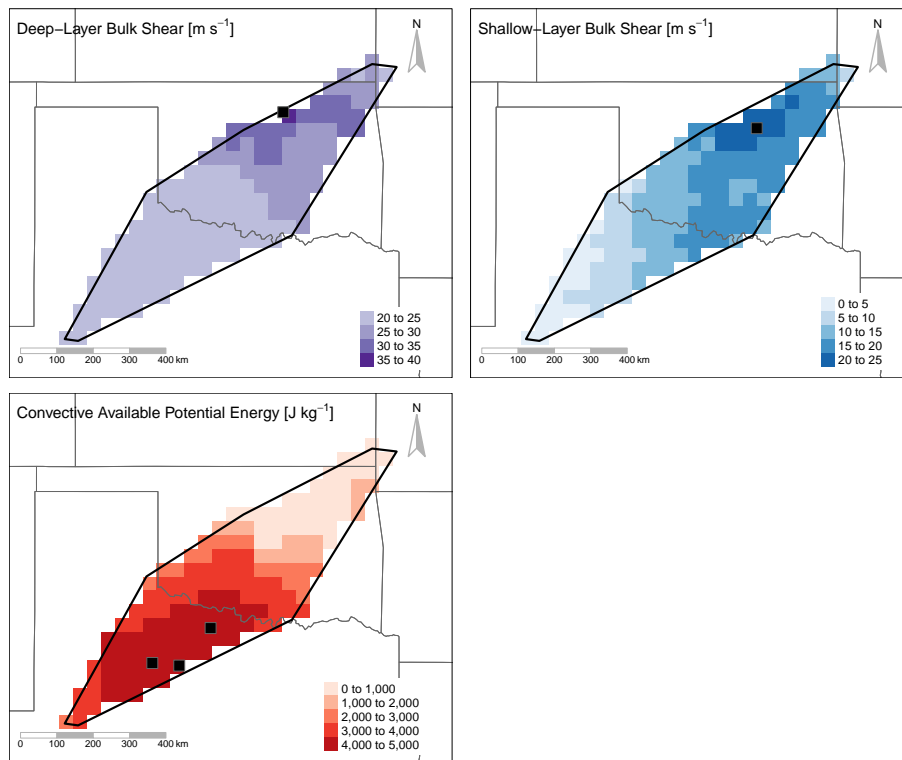 Deep−Layer Bulk Shear [m s⁻¹]
N
20 to 25
25 to 30
30 to 35
35 to 40
0 100 200 300 400 km
Shallow−Layer Bulk Shear [m s⁻¹]
N
0 to 5
5 to 10
10 to 15
15 to 20
20 to 25
0 100 200 300 400 km
Convective Available Potential Energy [J kg⁻¹]
N
0 to 1,000
1,000 to 2,000
2,000 to 3,000
3,000 to 4,000
4,000 to 5,000
0 100 200 300 400 km